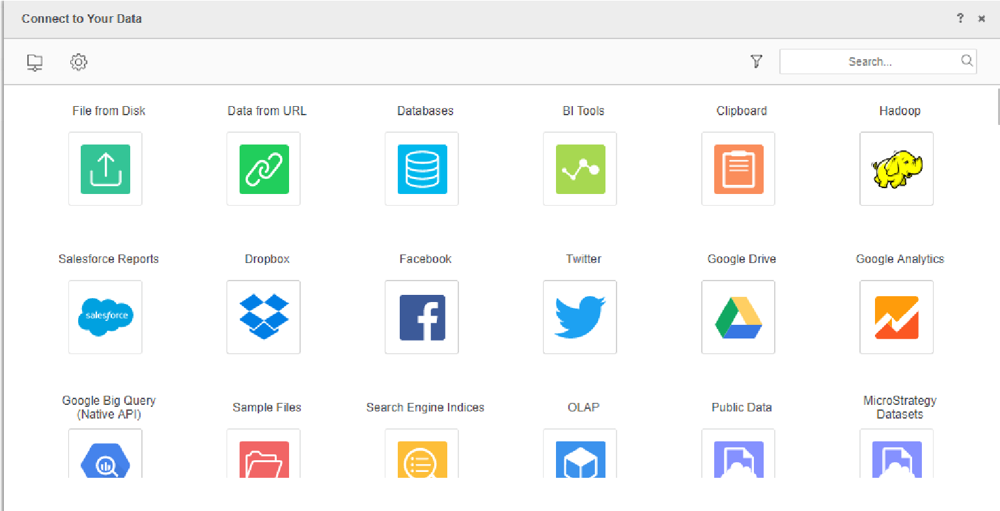 Connect to Your Data
? ×
Search...
File from Disk
Data from URL
Databases
BI Tools
Clipboard
Hadoop
Salesforce Reports
Dropbox
Facebook
Twitter
Google Drive
Google Analytics
salesforce
f
Google Big Query
(Native API)
Sample Files
Search Engine Indices
OLAP
Public Data
MicroStrategy
Datasets